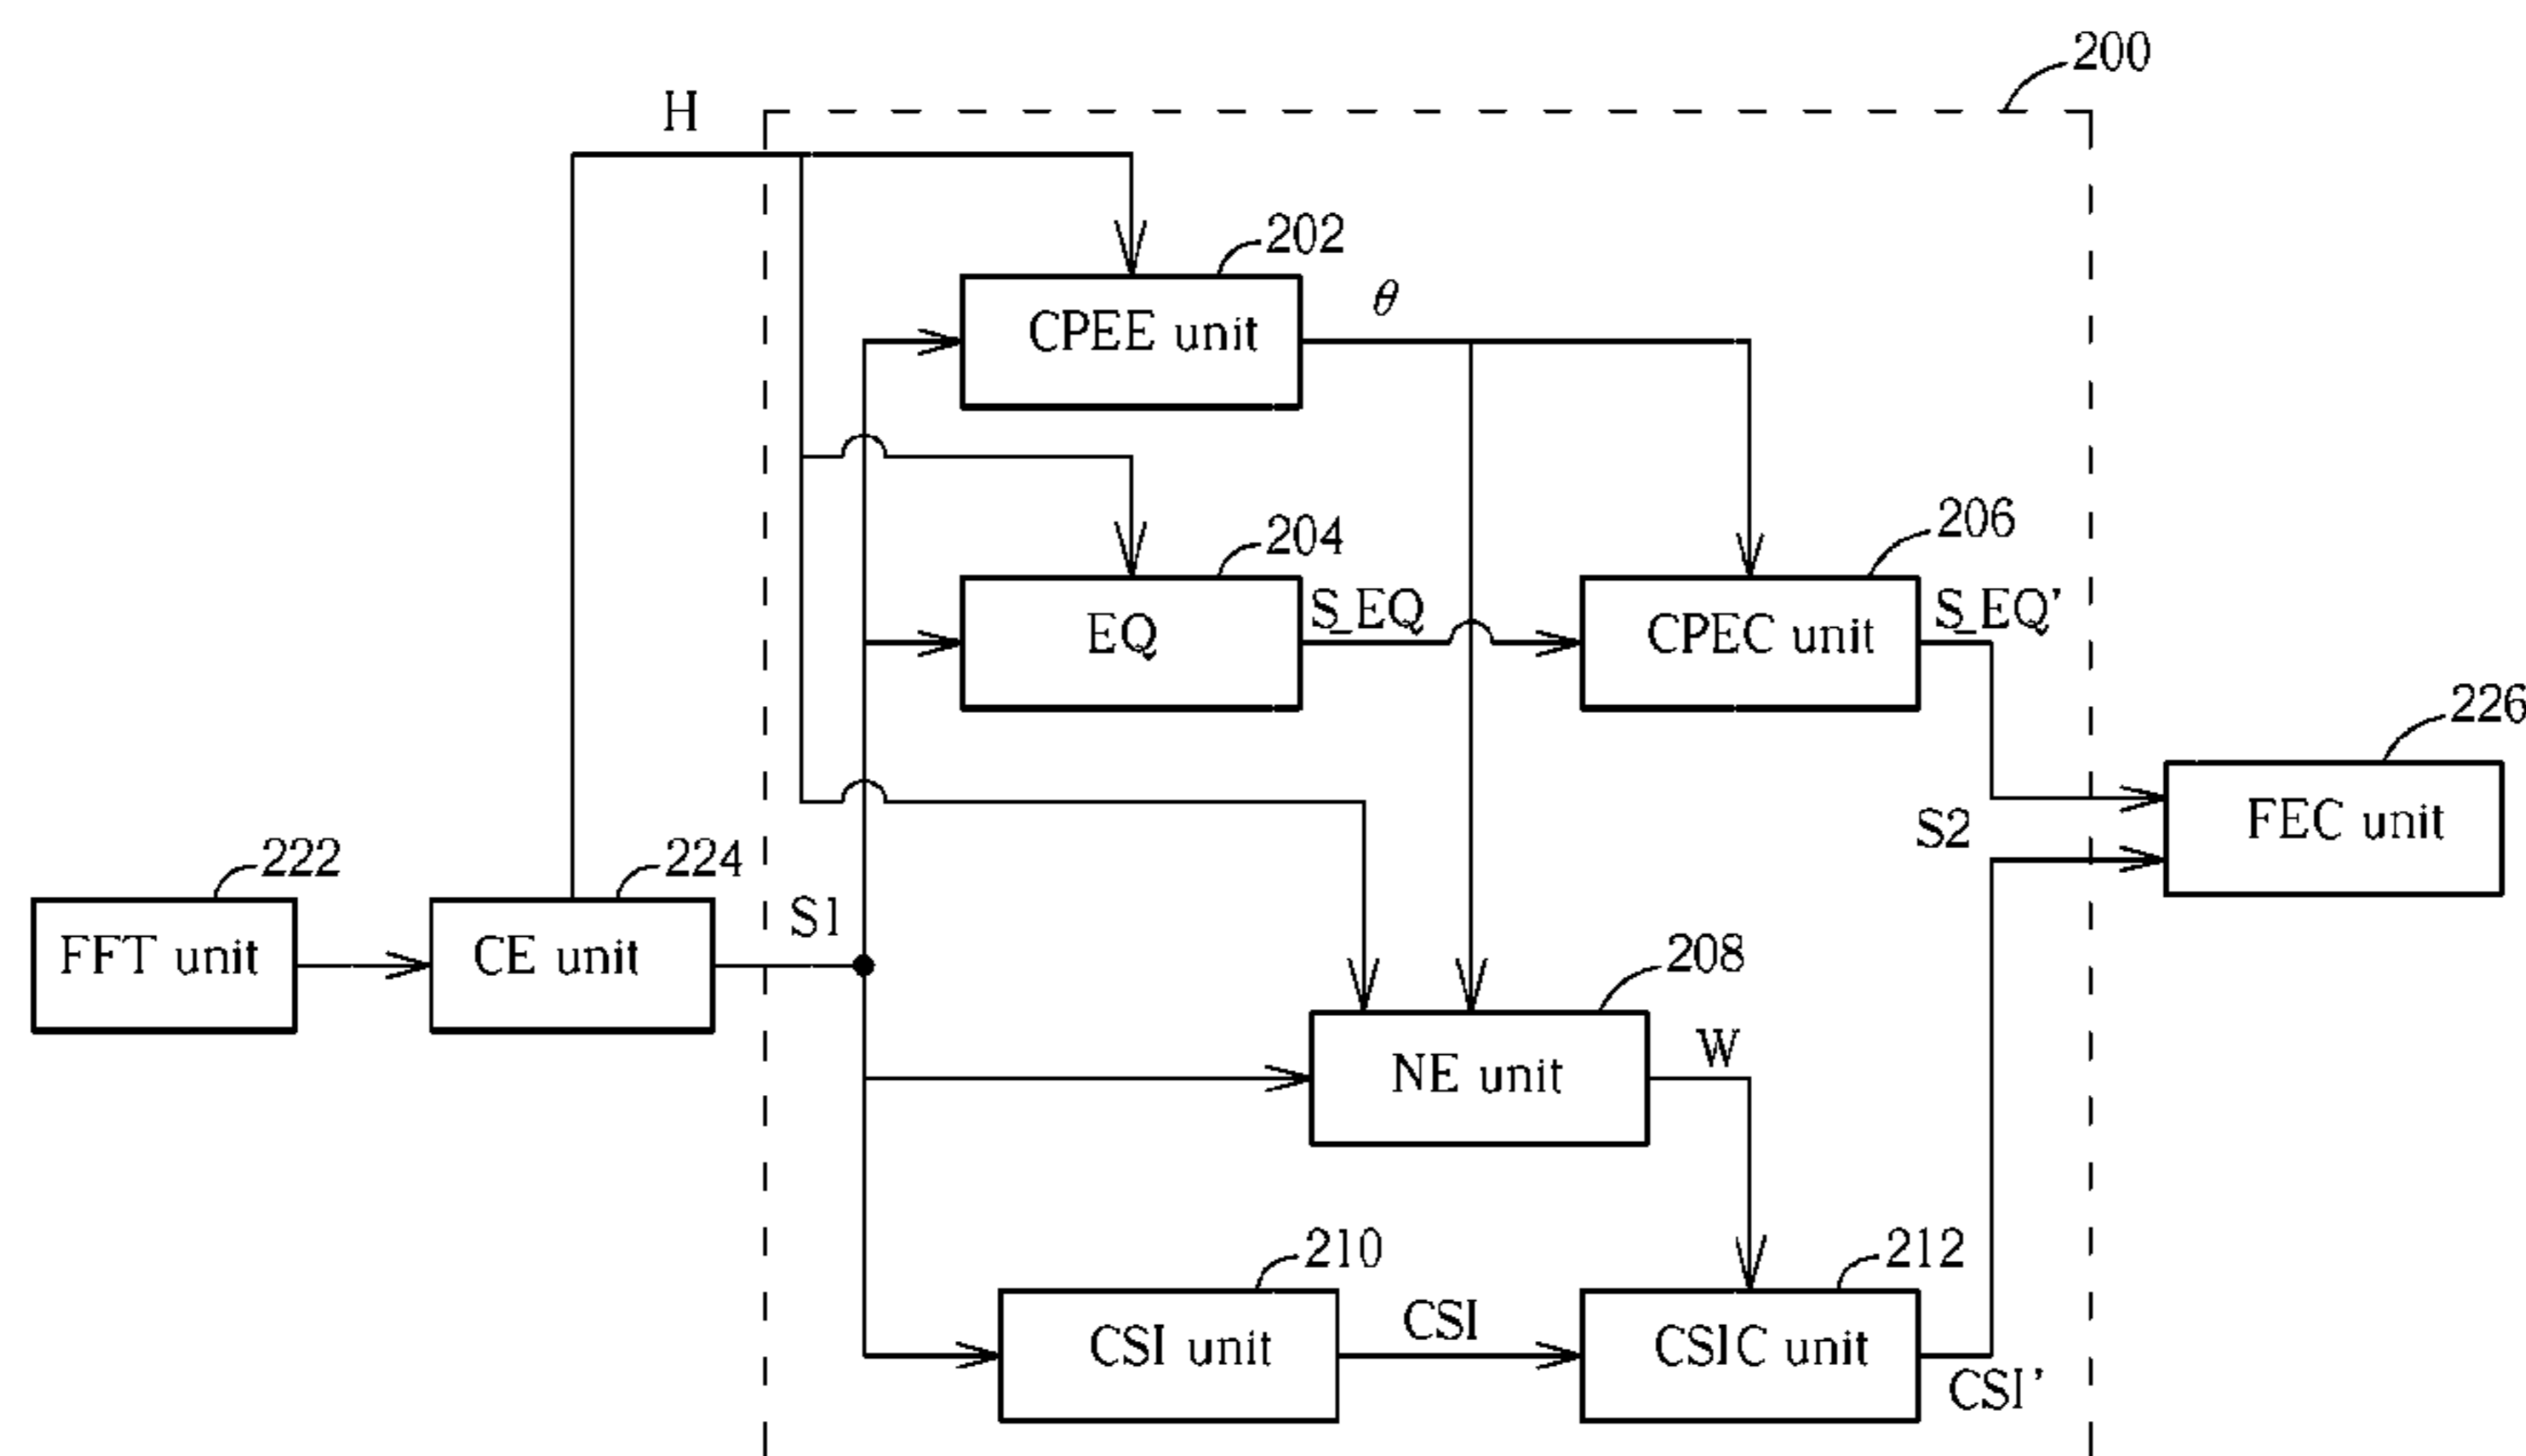 200
H
202
CPEE unit
θ
204
EQ
S_EQ
206
CPEC unit
S_EQ'
226
FEC unit
S2
222
FFT unit
224
CE unit
S1
208
NE unit
W
210
CSI unit
CSI
212
CSIC unit
CSI'